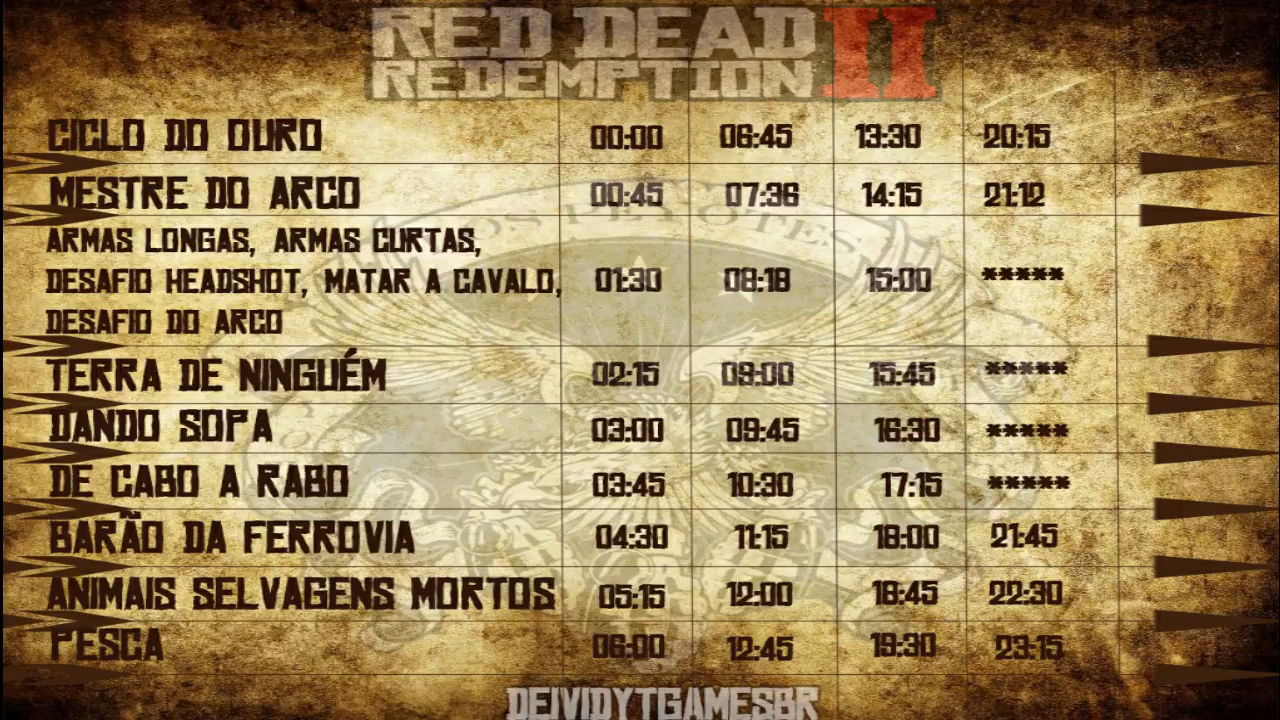 RED DEAD
REDEMPTION II
CICLO DO OURO 00:00 06:45 13:30 20:15
MESTRE DO ARCO 00:45 07:36 14:15 21:12
ARMAS LONGAS, ARMAS CURTAS,
DESAFIO HEADSHOT, MATAR A CAVALO, 01:30 08:18 15:00 *****
DESAFIO DO ARCO
TERRA DE NINGUÉM 02:15 09:00 15:45 *****
DANDO SOPA 03:00 09:45 16:30 *****
DE CABO A RABO 03:45 10:30 17:15 *****
BARÃO DA FERROVIA 04:30 11:15 18:00 21:45
ANIMAIS SELVAGENS MORTOS 05:15 12:00 18:45 22:30
PESCA 06:00 12:45 19:30 23:15
DEIVIDYTGAMESBR